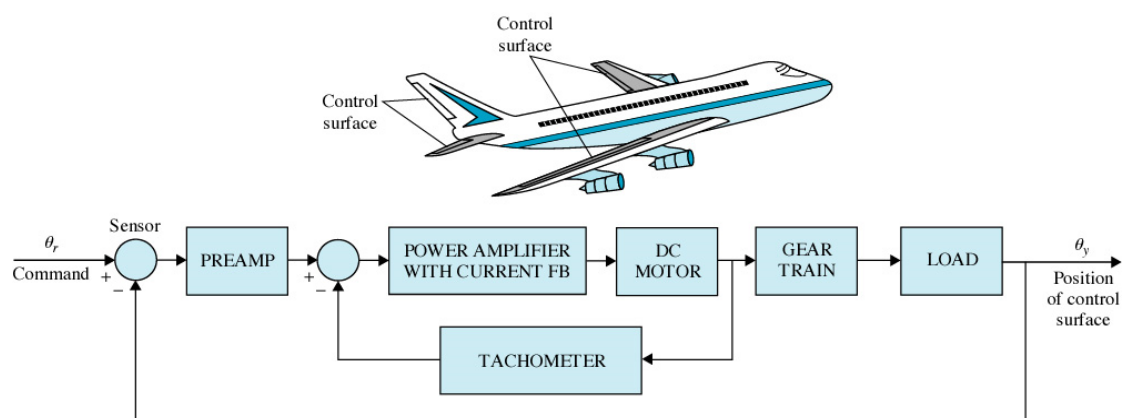 Control
surface
Control
surface
θr
Command
+
−
Sensor
PREAMP
+
−
POWER AMPLIFIER
WITH CURRENT FB
DC
MOTOR
GEAR
TRAIN
LOAD
θy
Position
of control
surface
TACHOMETER